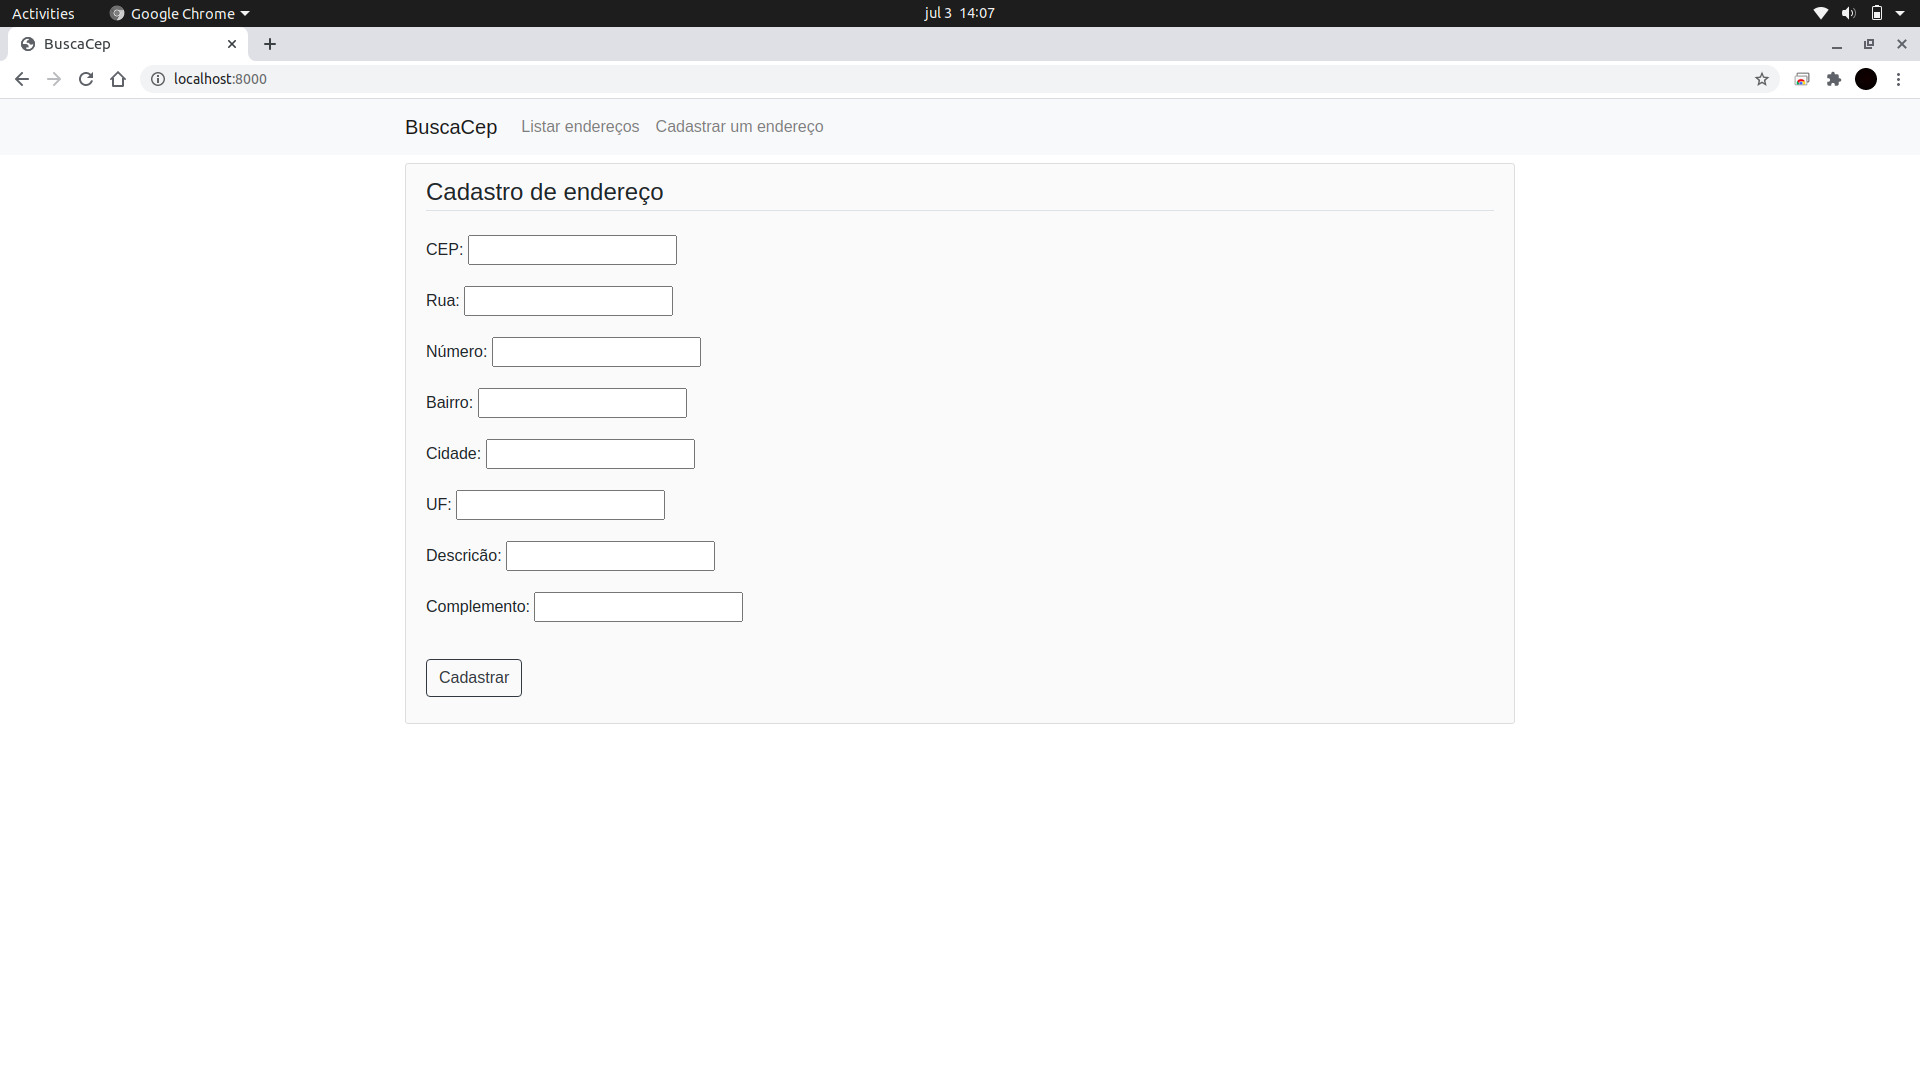 Activities
Google Chrome
jul 3 14:07
BuscaCep
localhost:8000
BuscaCep Listar endereços Cadastrar um endereço
Cadastro de endereço
CEP:
Rua:
Número:
Bairro:
Cidade:
UF:
Descricão:
Complemento:
Cadastrar